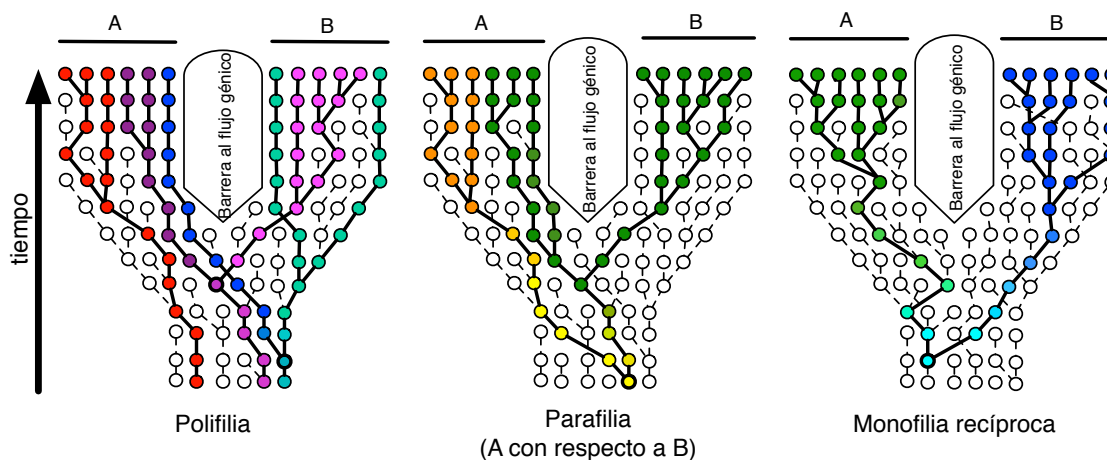 A
B
A
B
A
B
Barrera al flujo génico
Barrera al flujo génico
Barrera al flujo génico
tiempo
Polifilia
Parafilia
(A con respecto a B)
Monofilia recíproca